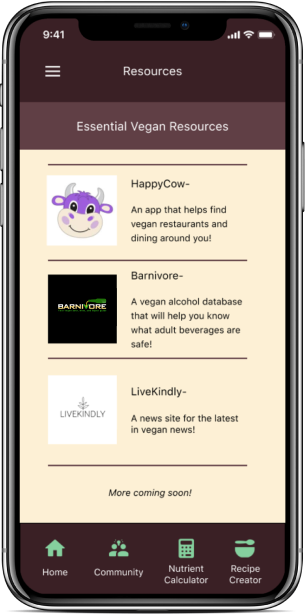 9:41
Resources
Essential Vegan Resources
HappyCow-
An app that helps find
vegan restaurants and
dining around you!
BARNIVORE
Barnivore-
A vegan alcohol database
that will help you know
what adult beverages are
safe!
LIVEKINDLY
LiveKindly-
A news site for the latest
in vegan news!
More coming soon!
Home
Community
Nutrient
Calculator
Recipe
Creator